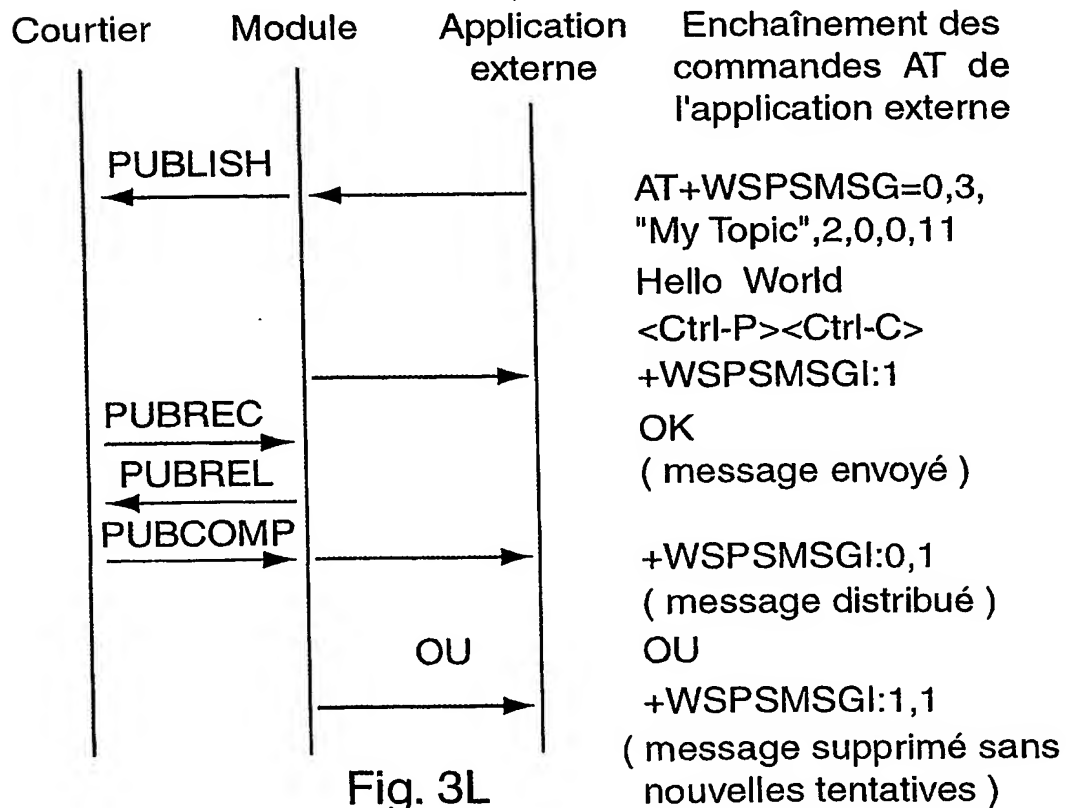 Courtier Module Application externe Enchaînement des commandes AT de l'application externe
PUBLISH
AT+WSPSMSG=0,3,
"My Topic",2,0,0,11
Hello World
<Ctrl-P><Ctrl-C>
+WSPSMSGI:1
PUBREC
OK
PUBREL
( message envoyé )
PUBCOMP
+WSPSMSGI:0,1
( message distribué )
OU
OU
+WSPSMSGI:1,1
( message supprimé sans
nouvelles tentatives )
Fig. 3L